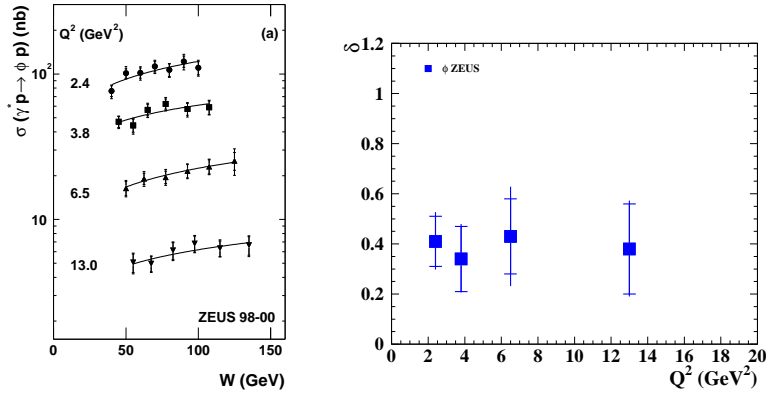 Q² (GeV²)
(a)
σ (γ* p→ φ p) (nb)
10²
10
2.4
3.8
6.5
13.0
ZEUS 98-00
0 50 100 150
W (GeV)
δ
1.2
1
0.8
0.6
0.4
0.2
0
φ ZEUS
0 2 4 6 8 10 12 14 16 18 20
Q² (GeV²)